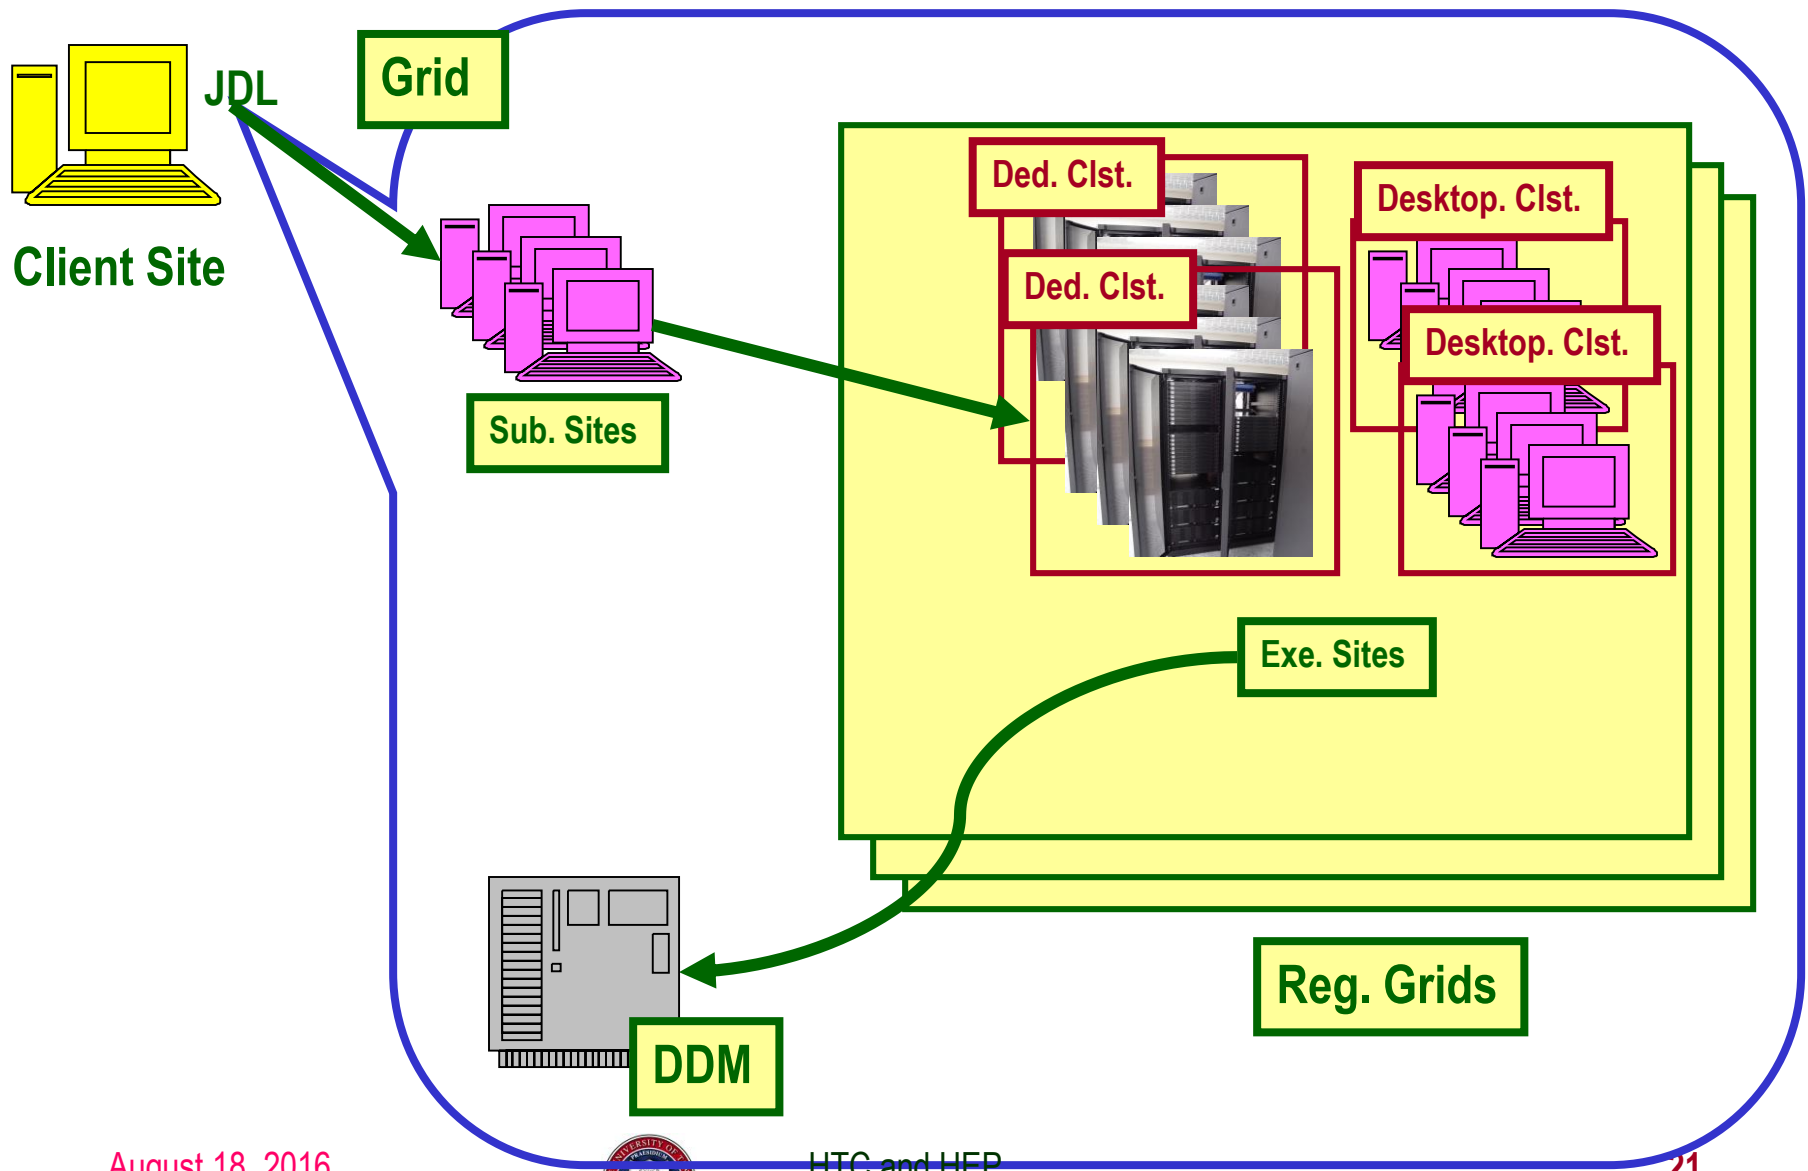 JDL
Grid
Client Site
Sub. Sites
Ded. Clst.
Ded. Clst.
Desktop. Clst.
Desktop. Clst.
Exe. Sites
Reg. Grids
DDM
August 18, 2016
HTC and HEP
21